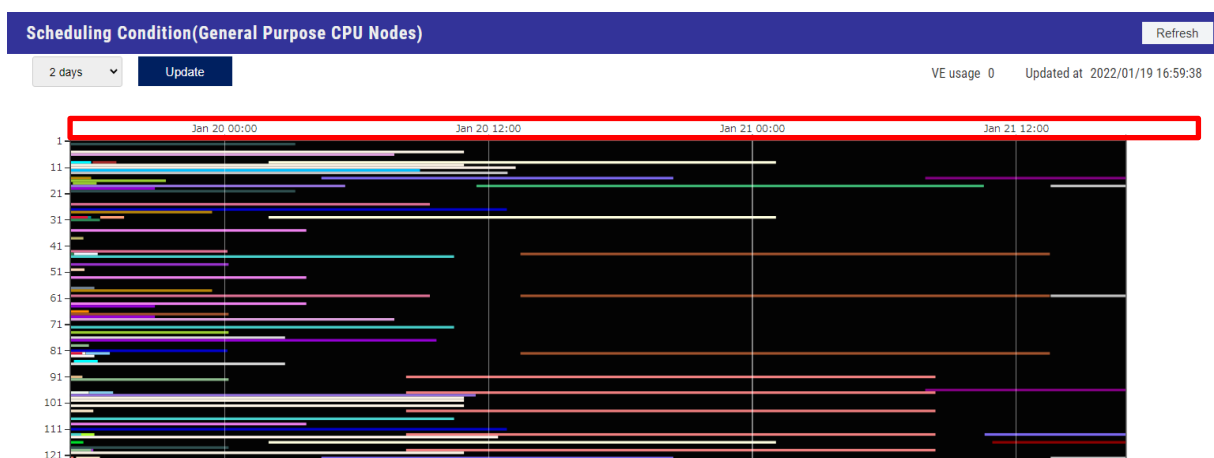 Scheduling Condition(General Purpose CPU Nodes)
Refresh
2 days
Update
VE usage 0
Updated at 2022/01/19 16:59:38
Jan 20 00:00
Jan 20 12:00
Jan 21 00:00
Jan 21 12:00
1
11
21
31
41
51
61
71
81
91
101
111
121